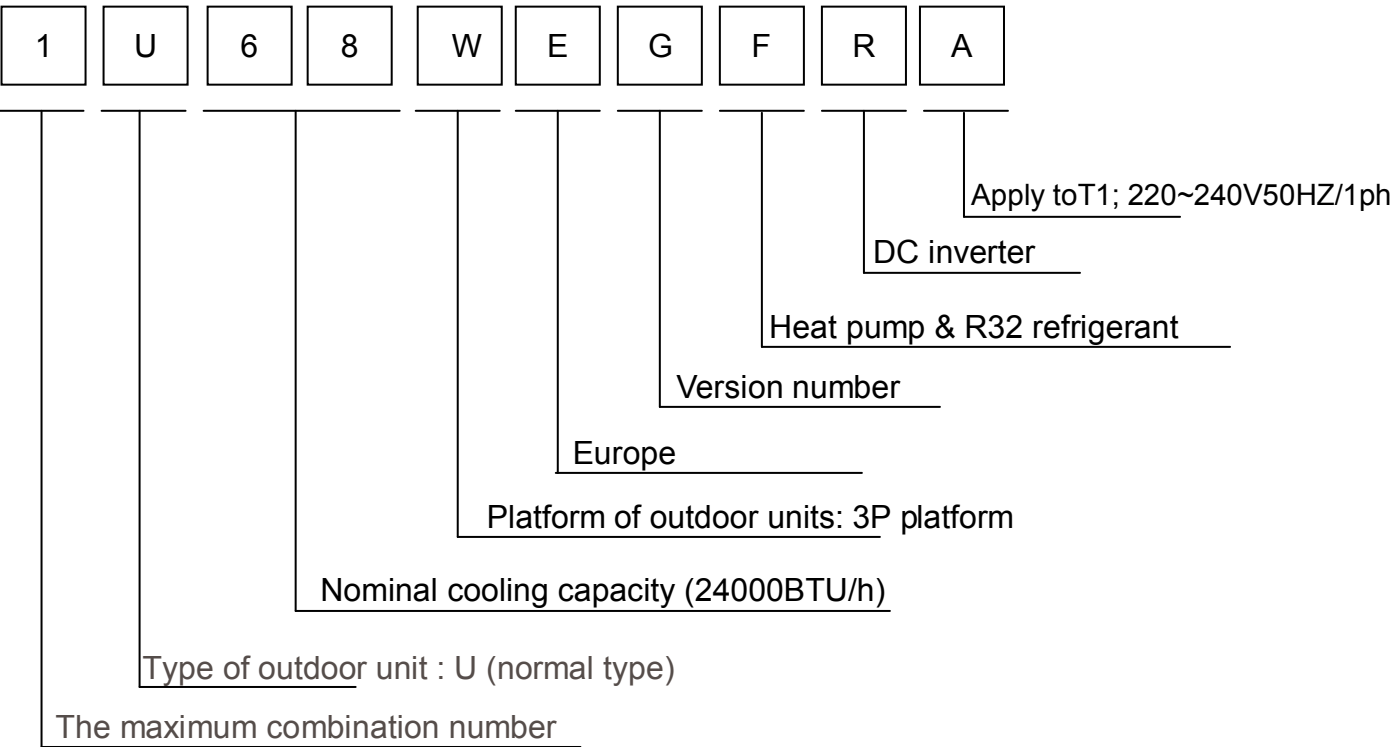 1 U 6 8 W E G F R A
Apply toT1; 220~240V50HZ/1ph
DC inverter
Heat pump & R32 refrigerant
Version number
Europe
Platform of outdoor units: 3P platform
Nominal cooling capacity (24000BTU/h)
Type of outdoor unit : U (normal type)
The maximum combination number